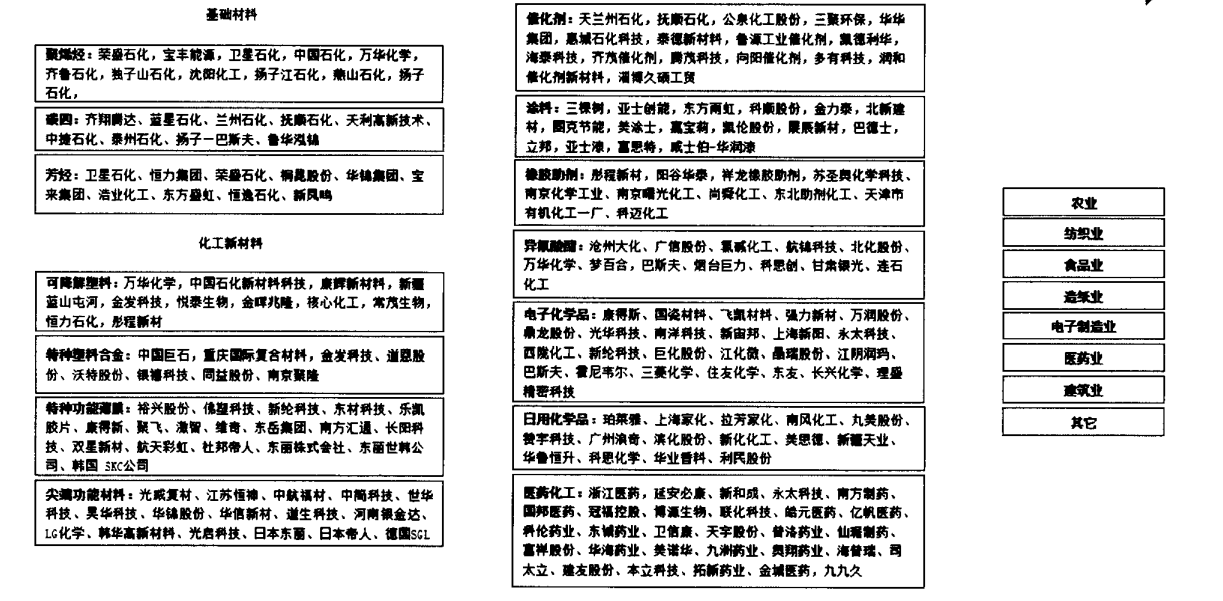 基础材料
聚烯烃：荣盛石化，宝丰能源，卫星石化，中国石化，万华化学，
齐鲁石化，独子山石化，沈阳化工，扬子江石化，燕山石化，扬子
石化，
碳四：齐翔腾达、蓝星石化、兰州石化、抚顺石化、天利高新技术、
中捷石化、泰州石化、扬子一巴斯夫、鲁华泓锦
芳烃：卫星石化、恒力集团、荣盛石化、桐昆股份、华锦集团、宝
来集团、浩业化工、东方盛虹、恒逸石化、新凤鸣
化工新材料
可降解塑料：万华化学，中国石化新材料科技，康辉新材料，新疆
蓝山屯河，金发科技，悦泰生物，金晖兆隆，核心化工，常茂生物，
恒力石化，彤程新材
特种塑料合金：中国巨石，重庆国际复合材料，金发科技、道恩股
份、沃特股份、银禧科技、同益股份、南京聚隆
特种功能薄膜：裕兴股份、佛塑科技、新纶科技、东材科技、乐凯
胶片、康得新、聚飞、激智、维奇、东岳集团、南方汇通、长阳科
技、双星新材、航天彩虹、杜邦帝人、东丽株式会社、东丽世韩公
司、韩国 SKC公司
尖端功能材料：光威复材、江苏恒神、中航复材、中简科技、世华
科技、昊华科技、华锦股份、华信新材、道生科技、河南银金达、
LG化学、韩华高新材料、光启科技、日本东丽、日本帝人、德国SGL
催化剂：天兰州石化，抚顺石化，公泉化工股份，三聚环保，华华
集团，惠城石化科技，泰德新材料，鲁源工业催化剂，凯德利华，
海泰科技，齐茂催化剂，腾茂科技，向阳催化剂，多有科技，润和
催化剂新材料，淄博久硕工贸
涂料：三棵树，亚士创能，东方雨虹，科顺股份，金力泰，北新建
材，图克节能，美涂士，嘉宝莉，凯伦股份，展辰新材，巴德士，
立邦，亚士漆，富思特，威士伯-华润漆
橡胶助剂：彤程新材，阳谷华泰，祥龙橡胶助剂，苏圣奥化学科技、
南京化学工业、南京曙光化工、尚舜化工、东北助剂化工、天津市
有机化工一厂、科迈化工
异氰酸酯：沧州大化、广信股份、氯碱化工、航锦科技、北化股份、
万华化学、梦百合，巴斯夫、烟台巨力、科思创、甘肃银光、连石
化工
电子化学品：康得斯、国瓷材料、飞凯材料、强力新材、万润股份、
鼎龙股份、光华科技、南洋科技、新宙邦、上海新阳、永太科技、
西陇化工、新纶科技、巨化股份、江化微、晶瑞股份、江阴润玛、
巴斯夫、霍尼韦尔、三菱化学、住友化学、东友、长兴化学、理盛
精密科技
日用化学品：珀莱雅、上海家化、拉芳家化、南风化工、丸美股份、
赞宇科技、广州浪奇、滨化股份、新化化工、美思德、新疆天业、
华鲁恒升、科思化学、华业香料、利民股份
医药化工：浙江医药，延安必康、新和成、永太科技、南方制药、
国邦医药、冠福控股、博源生物、联化科技、皓元医药、亿帆医药、
科伦药业、东诚药业、卫信康、天宇股份、普洛药业、仙琚制药、
富祥股份、华海药业、美诺华、九洲药业、奥翔药业、海普瑞、司
太立、建友股份、本立科技、拓新药业、金城医药，九九久
农业
纺织业
食品业
造纸业
电子制造业
医药业
建筑业
其它